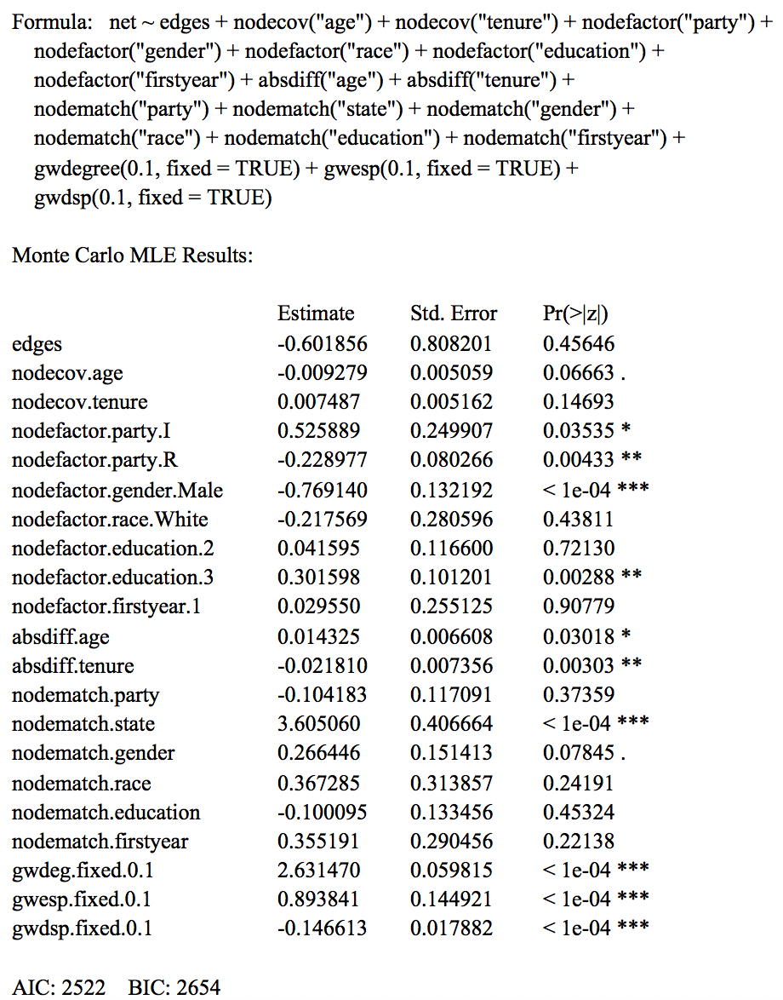 Formula:   net ~ edges + nodecov("age") + nodecov("tenure") + nodefactor("party") +
nodefactor("gender") + nodefactor("race") + nodefactor("education") +
nodefactor("firstyear") + absdiff("age") + absdiff("tenure") +
nodematch("party") + nodematch("state") + nodematch("gender") +
nodematch("race") + nodematch("education") + nodematch("firstyear") +
gwdegree(0.1, fixed = TRUE) + gwesp(0.1, fixed = TRUE) +
gwdsp(0.1, fixed = TRUE)
Monte Carlo MLE Results:
Estimate Std. Error Pr(>|z|)
edges -0.601856 0.808201 0.45646
nodecov.age -0.009279 0.005059 0.06663 .
nodecov.tenure 0.007487 0.005162 0.14693
nodefactor.party.I 0.525889 0.249907 0.03535 *
nodefactor.party.R -0.228977 0.080266 0.00433 **
nodefactor.gender.Male -0.769140 0.132192 < 1e-04 ***
nodefactor.race.White -0.217569 0.280596 0.43811
nodefactor.education.2 0.041595 0.116600 0.72130
nodefactor.education.3 0.301598 0.101201 0.00288 **
nodefactor.firstyear.1 0.029550 0.255125 0.90779
absdiff.age 0.014325 0.006608 0.03018 *
absdiff.tenure -0.021810 0.007356 0.00303 **
nodematch.party -0.104183 0.117091 0.37359
nodematch.state 3.605060 0.406664 < 1e-04 ***
nodematch.gender 0.266446 0.151413 0.07845 .
nodematch.race 0.367285 0.313857 0.24191
nodematch.education -0.100095 0.133456 0.45324
nodematch.firstyear 0.355191 0.290456 0.22138
gwdeg.fixed.0.1 2.631470 0.059815 < 1e-04 ***
gwesp.fixed.0.1 0.893841 0.144921 < 1e-04 ***
gwdsp.fixed.0.1 -0.146613 0.017882 < 1e-04 ***
AIC: 2522    BIC: 2654